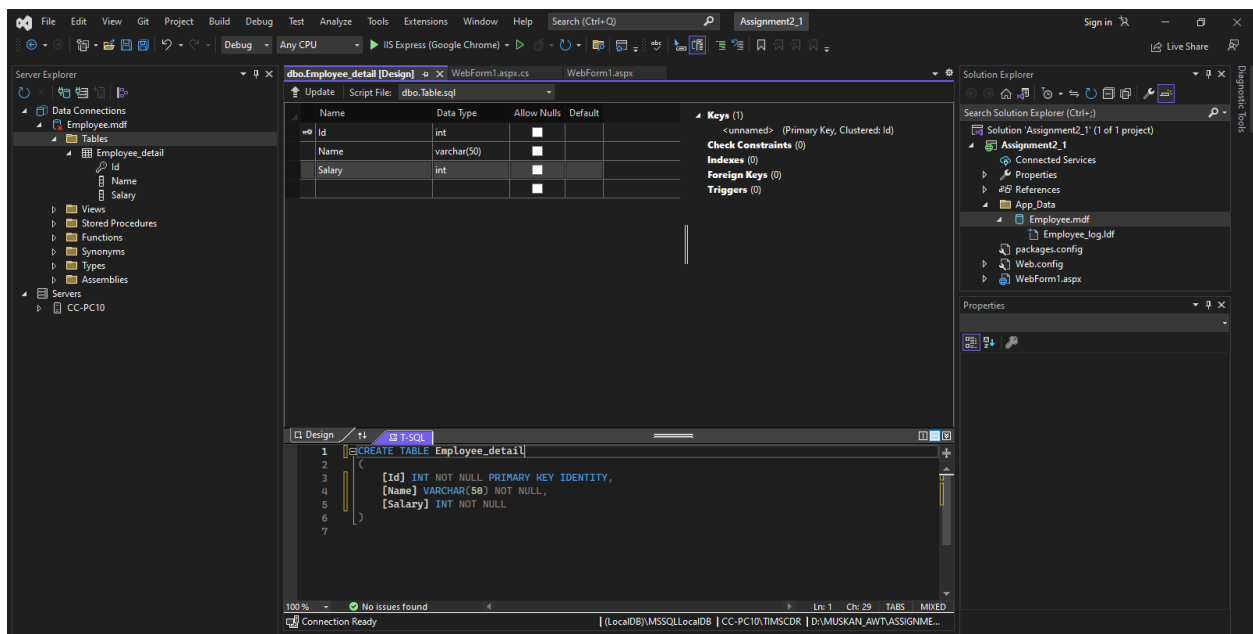 File Edit View Git Project Build Debug Test Analyze Tools Extensions Window Help Search (Ctrl+Q) Assignment2_1 Sign in
Debug Any CPU IIS Express (Google Chrome) Live Share
Server Explorer
Data Connections
Employee.mdf
Tables
Employee_detail
Id
Name
Salary
Views
Stored Procedures
Functions
Synonyms
Types
Assemblies
Servers
CC-PC10
dbo.Employee_detail [Design] WebForm1.aspx.cs WebForm1.aspx
Update Script File: dbo.Table.sql
Name Data Type Allow Nulls Default
Id int
Name varchar(50)
Salary int
Keys (1)
<unnamed> (Primary Key, Clustered: Id)
Check Constraints (0)
Indexes (0)
Foreign Keys (0)
Triggers (0)
Design T-SQL
1 CREATE TABLE Employee_detail
2 (
3 [Id] INT NOT NULL PRIMARY KEY IDENTITY,
4 [Name] VARCHAR(50) NOT NULL,
5 [Salary] INT NOT NULL
6 )
7
100 % No issues found Ln: 1 Ch: 29 TABS MIXED
Connection Ready (LocalDB)\MSSQLLocalDB CC-PC10\TIMSCDR D:\MUSKAN_AWT\ASSIGNME...
Solution Explorer
Search Solution Explorer (Ctrl+;)
Solution 'Assignment2_1' (1 of 1 project)
Assignment2_1
Connected Services
Properties
References
App_Data
Employee.mdf
Employee_log.ldf
packages.config
Web.config
WebForm1.aspx
Properties
Diagnostic Tools